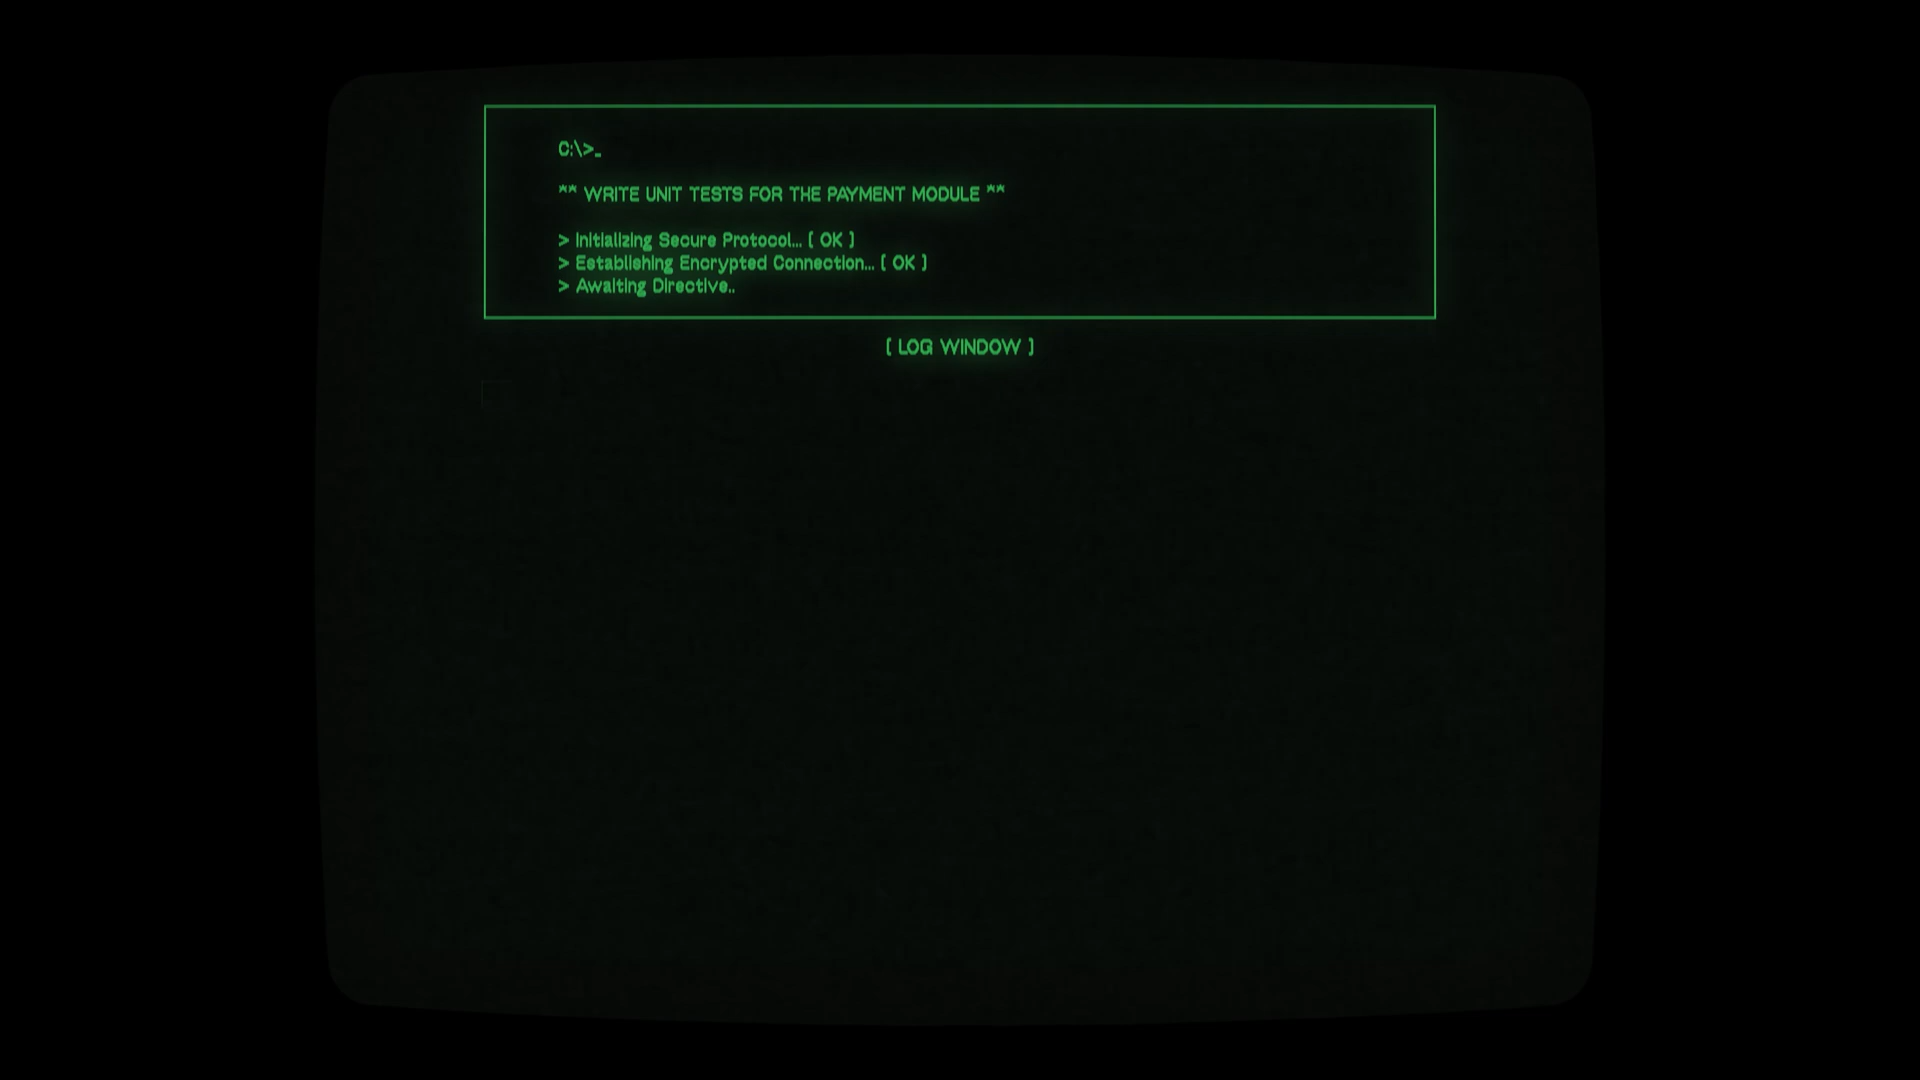 C:\>_
** WRITE UNIT TESTS FOR THE PAYMENT MODULE **
> Initializing Secure Protocol... [ OK ]
> Establishing Encrypted Connection... [ OK ]
> Awaiting Directive..
[ LOG WINDOW ]